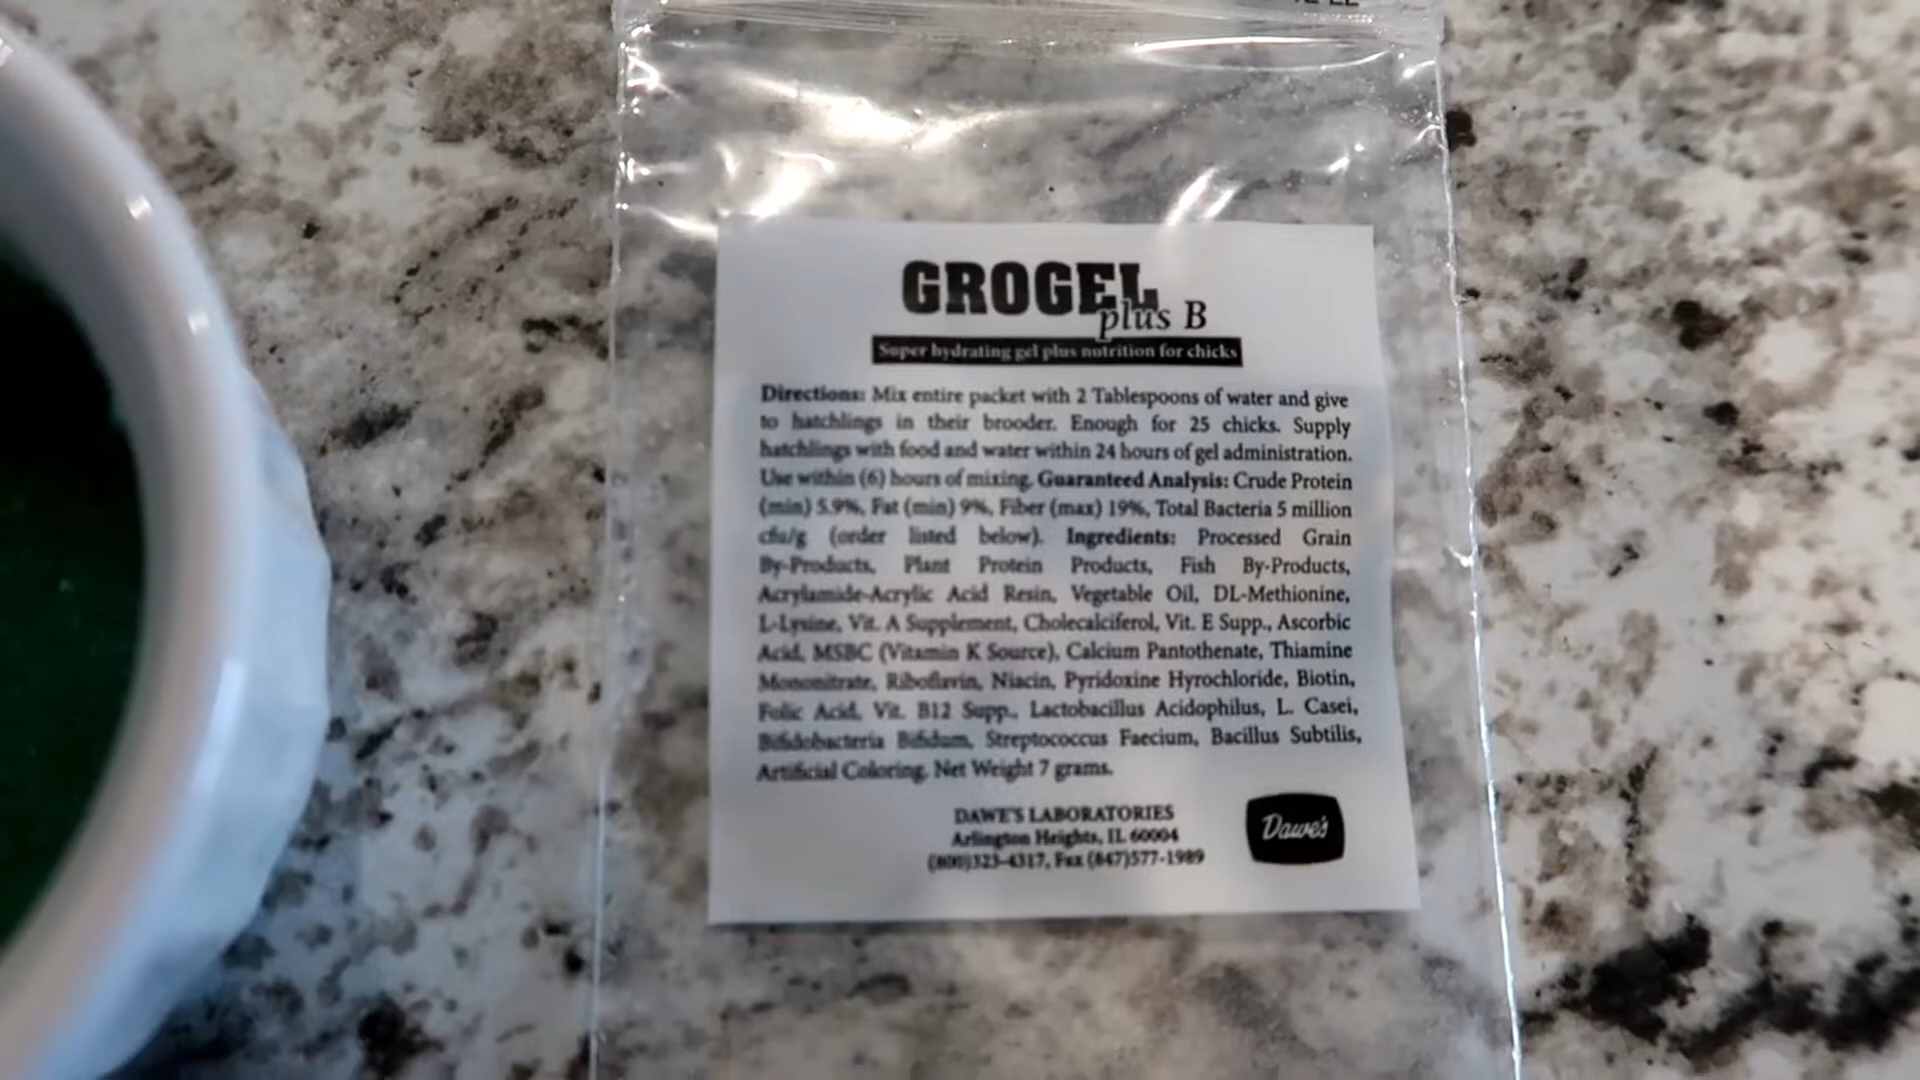 GROGEL
plus B
Super hydrating gel plus nutrition for chicks
Directions: Mix entire packet with 2 Tablespoons of water and give
to hatchlings in their brooder. Enough for 25 chicks. Supply
hatchlings with food and water within 24 hours of gel administration.
Use within (6) hours of mixing. Guaranteed Analysis: Crude Protein
(min) 5.9%, Fat (min) 9%, Fiber (max) 19%, Total Bacteria 5 million
cfu/g (order listed below). Ingredients: Processed Grain
By-Products, Plant Protein Products, Fish By-Products,
Acrylamide-Acrylic Acid Resin, Vegetable Oil, DL-Methionine,
L-Lysine, Vit. A Supplement, Cholecalciferol, Vit. E Supp., Ascorbic
Acid, MSBC (Vitamin K Source), Calcium Pantothenate, Thiamine
Mononitrate, Riboflavin, Niacin, Pyridoxine Hyrochloride, Biotin,
Folic Acid, Vit. B12 Supp., Lactobacillus Acidophilus, L. Casei,
Bifidobacteria Bifidum, Streptococcus Faecium, Bacillus Subtilis,
Artificial Coloring. Net Weight 7 grams.
DAWE'S LABORATORIES
Arlington Heights, IL 60004
(800)323-4317, Fax (847)577-1989
Dawe's